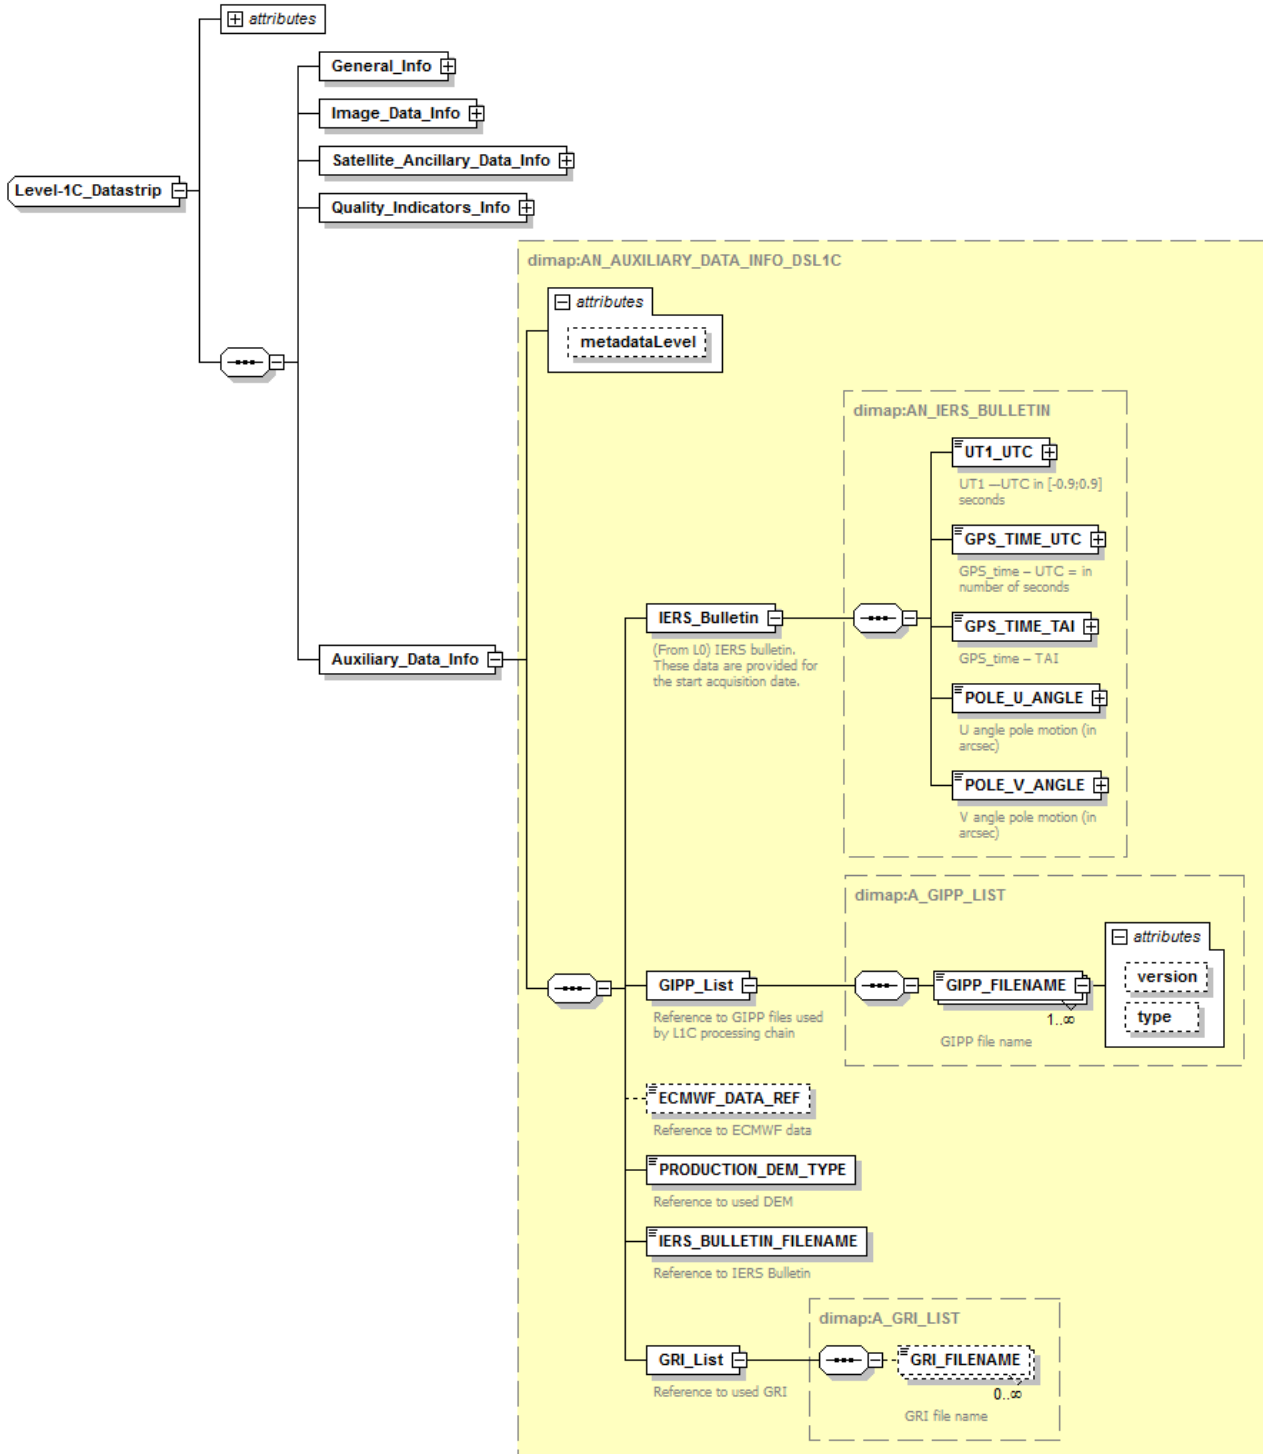 attributes
General_Info
Image_Data_Info
Satellite_Ancillary_Data_Info
Level-1C_Datastrip
Quality_Indicators_Info
dimap:AN_AUXILIARY_DATA_INFO_DSL1C
attributes
metadataLevel
dimap:AN_IERS_BULLETIN
UT1_UTC
UT1 —UTC in [-0.9;0.9]
seconds
GPS_TIME_UTC
GPS_time – UTC = in
number of seconds
IERS_Bulletin
(From L0) IERS bulletin.
These data are provided for
the start acquisition date.
GPS_TIME_TAI
GPS_time – TAI
Auxiliary_Data_Info
POLE_U_ANGLE
U angle pole motion (in
arcsec)
POLE_V_ANGLE
V angle pole motion (in
arcsec)
dimap:A_GIPP_LIST
attributes
version
type
GIPP_List
Reference to GIPP files used
by L1C processing chain
GIPP_FILENAME
1..∞
GIPP file name
ECMWF_DATA_REF
Reference to ECMWF data
PRODUCTION_DEM_TYPE
Reference to used DEM
IERS_BULLETIN_FILENAME
Reference to IERS Bulletin
dimap:A_GRI_LIST
GRI_List
Reference to used GRI
GRI_FILENAME
0..∞
GRI file name